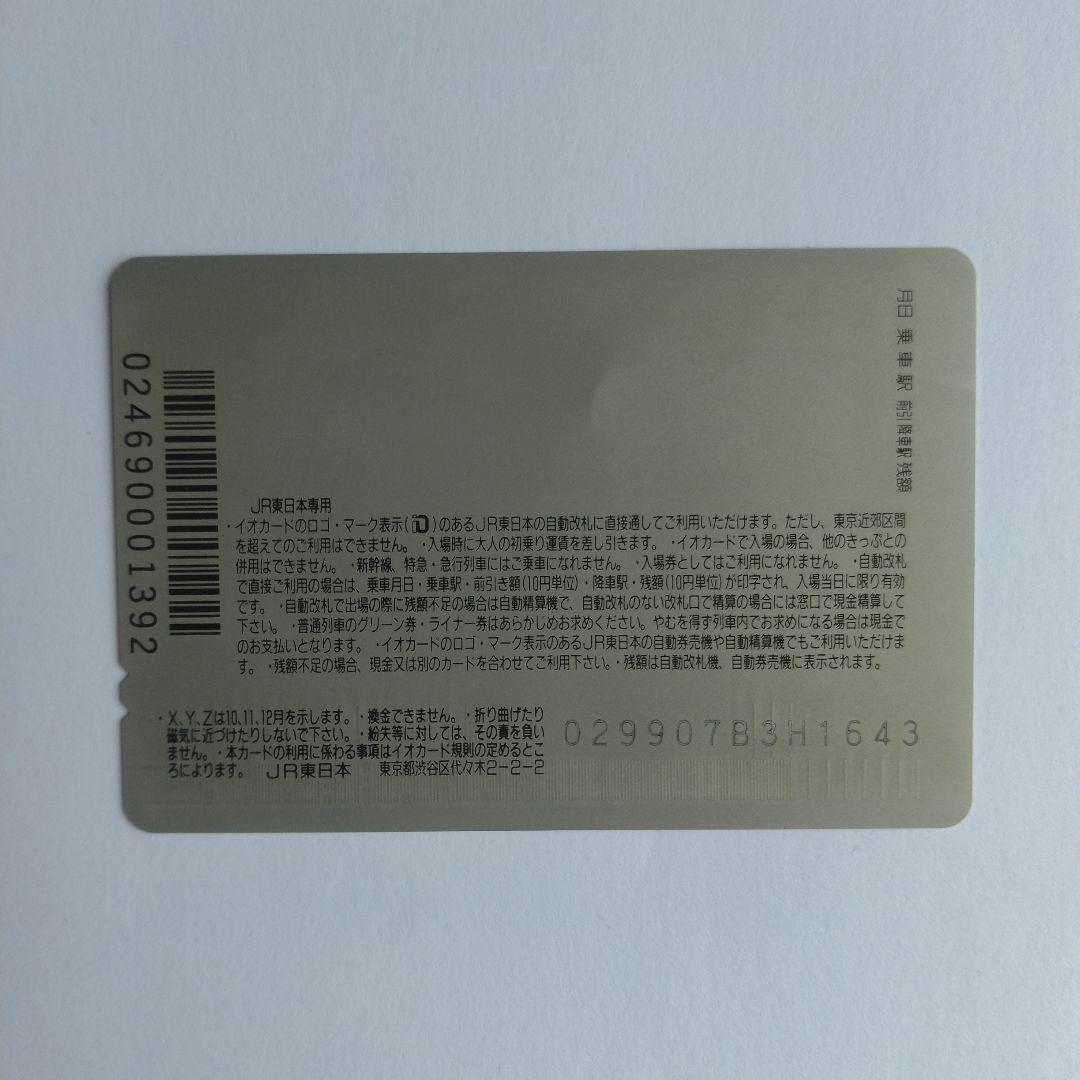 月日 乗車駅 前引 降車駅 残額
0246900001392
JR東日本専用
・イオカードのロゴ・マーク表示(iO)のあるJR東日本の自動改札に直接通してご利用いただけます。ただし、東京近郊区間
を超えてのご利用はできません。 ・入場時に大人の初乗り運賃を差し引きます。 ・イオカードで入場の場合、他のきっぷとの
併用はできません。 ・新幹線、特急・急行列車にはご乗車になれません。 ・入場券としてはご利用になれません。 ・自動改札
で直接ご利用の場合は、乗車月日・乗車駅・前引き額(10円単位)・降車駅・残額(10円単位)が印字され、入場当日に限り有効
です。 ・自動改札で出場の際に残額不足の場合は自動精算機で、自動改札のない改札口で精算の場合には窓口で現金精算して
下さい。 ・普通列車のグリーン券・ライナー券はあらかじめお求めください。やむを得ず列車内でお求めになる場合は現金で
のお支払いとなります。 ・イオカードのロゴ・マーク表示のあるJR東日本の自動券売機や自動精算機でもご利用いただけま
す。 ・残額不足の場合、現金又は別のカードを合わせてご利用下さい。・残額は自動改札機、自動券売機に表示されます。
・X、Y、Zは10、11、12月を示します。・換金できません。・折り曲げたり
磁気に近づけたりしないで下さい。・紛失等に対しては、その責を負い
ません。・本カードの利用に係わる事項はイオカード規則の定めるとこ
ろによります。 JR東日本 東京都渋谷区代々木2-2-2
029907B3H1643